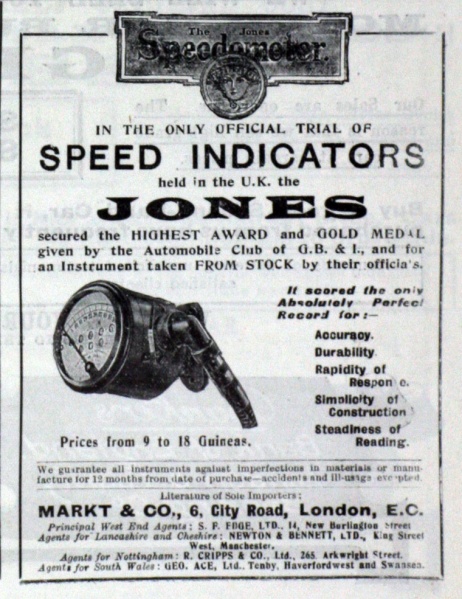 The Jones
Speedometer.
IN THE ONLY OFFICIAL TRIAL OF
SPEED INDICATORS
held in the U.K. the
JONES
secured the HIGHEST AWARD and GOLD MEDAL
given by the Automobile Club of G.B. & I., and for
an Instrument taken FROM STOCK by their officia's.
It scored the only
Absolutely Perfect
Record for:—
Accuracy.
Durability
Rapidity of
Simplicity of
Construction
Steadiness of
Reading.
Prices from 9 to 18 Guineas.
We guarantee all instruments against imperfections in materials or manu-
facture for 12 months from date of purchase—accidents and ill-usage excepted.
Literature of Sole Importers:
MARKT & CO., 6, City Road, London, E.C.
Principal West End Agents: S. F. EDGE, LTD., 14, New Burlington Street
Agents for Lancashire and Cheshire: NEWTON & BENNETT, LTD., King Street
West, Manchester.
Agents for Nottingham: R. CRIPPS & Co., Ltd., 265, Arkwright Street.
Agents for South Wales: GEO. ACE, Ltd., Tenby, Haverfordwest and Swansea.